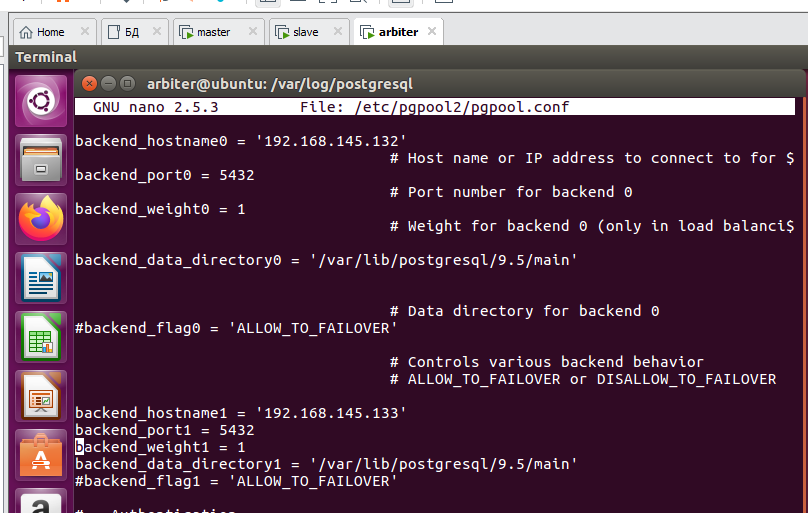 Home
БД
master
slave
arbiter
Terminal
arbiter@ubuntu: /var/log/postgresql
GNU nano 2.5.3 File: /etc/pgpool2/pgpool.conf
backend_hostname0 = '192.168.145.132'
# Host name or IP address to connect to for $
backend_port0 = 5432
# Port number for backend 0
backend_weight0 = 1
# Weight for backend 0 (only in load balanci$
backend_data_directory0 = '/var/lib/postgresql/9.5/main'
# Data directory for backend 0
#backend_flag0 = 'ALLOW_TO_FAILOVER'
# Controls various backend behavior
# ALLOW_TO_FAILOVER or DISALLOW_TO_FAILOVER
backend_hostname1 = '192.168.145.133'
backend_port1 = 5432
backend_weight1 = 1
backend_data_directory1 = '/var/lib/postgresql/9.5/main'
#backend_flag1 = 'ALLOW_TO_FAILOVER'